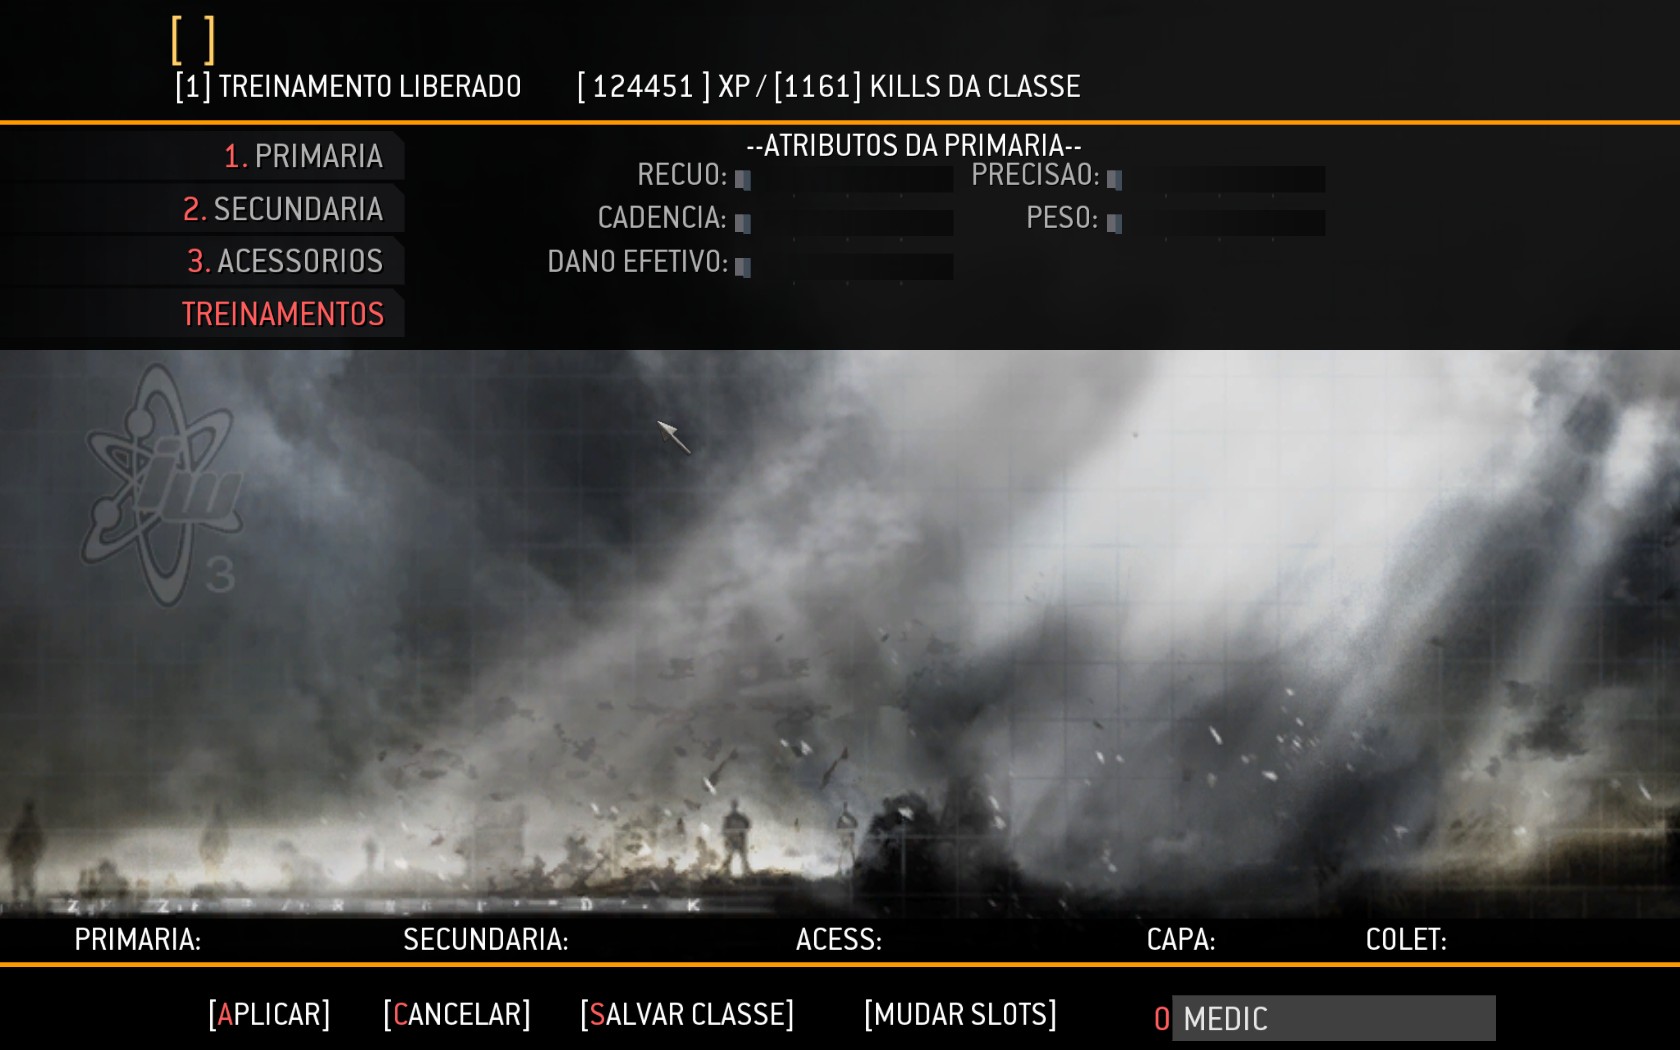 [ ]
[1] TREINAMENTO LIBERADO [ 124451 ] XP / [1161] KILLS DA CLASSE
--ATRIBUTOS DA PRIMARIA--
1. PRIMARIA
2. SECUNDARIA
3. ACESSORIOS
TREINAMENTOS
RECUO: PRECISAO:
CADENCIA: PESO:
DANO EFETIVO:
iw
3
PRIMARIA: SECUNDARIA: ACESS: CAPA: COLET:
[APLICAR] [CANCELAR] [SALVAR CLASSE] [MUDAR SLOTS] 0 MEDIC